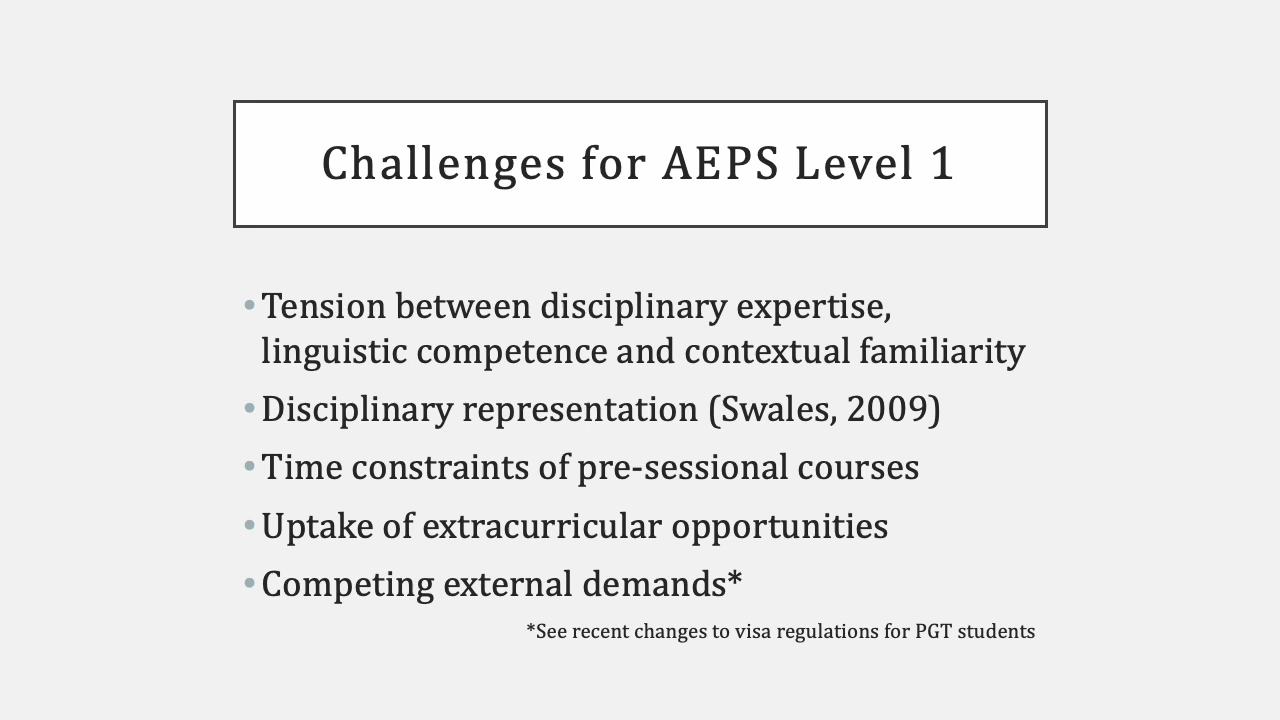 Challenges for AEPS Level 1
• Tension between disciplinary expertise,
linguistic competence and contextual familiarity
• Disciplinary representation (Swales, 2009)
• Time constraints of pre-sessional courses
• Uptake of extracurricular opportunities
• Competing external demands*
*See recent changes to visa regulations for PGT students